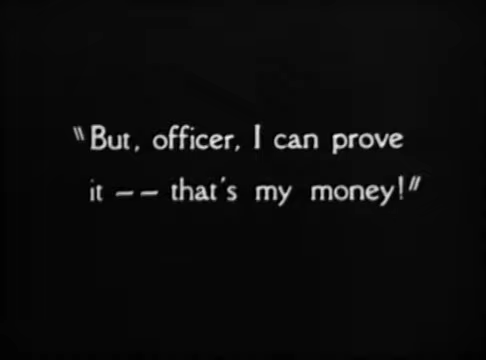 "But, officer, I can prove
it -- that's my money!"